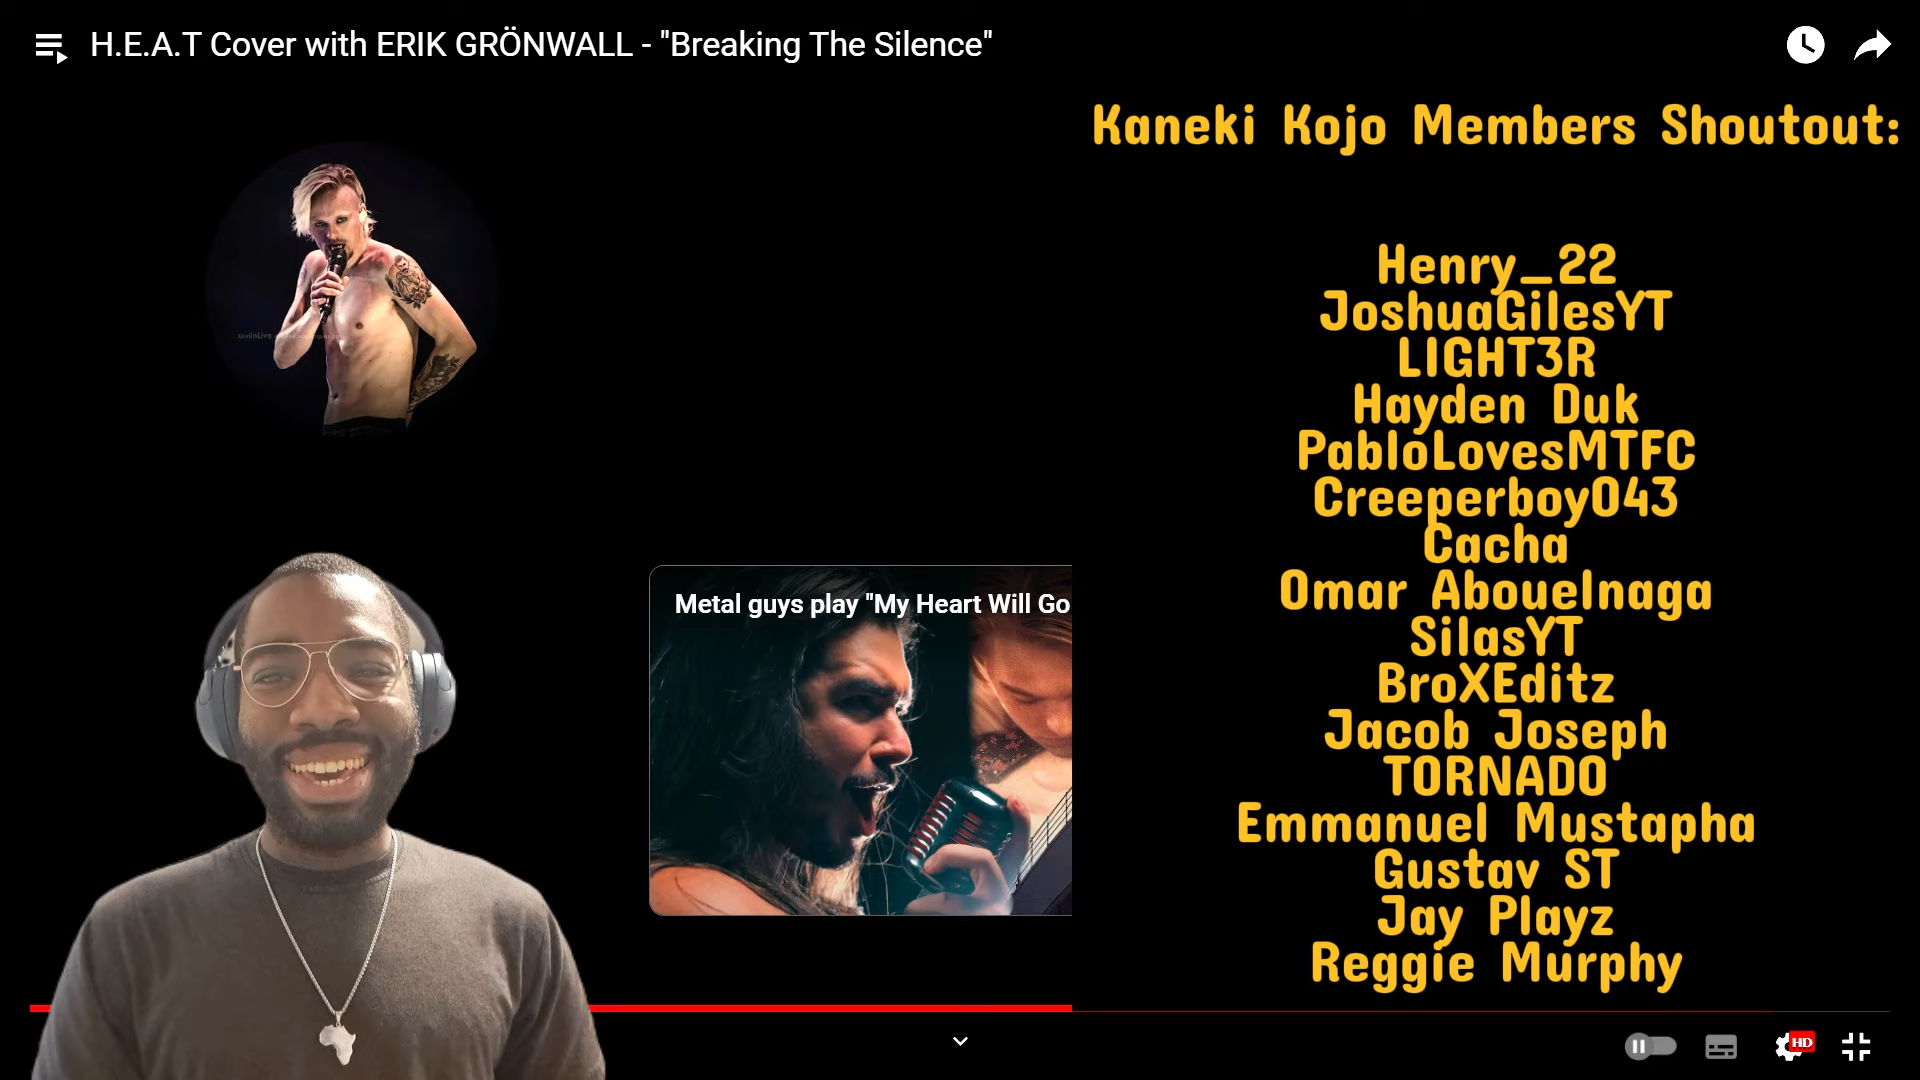 H.E.A.T Cover with ERIK GRÖNWALL - "Breaking The Silence"
Kaneki Kojo Members Shoutout:
Henry_22
JoshuaGilesYT
LIGHT3R
Hayden Duk
PabloLovesMTFC
Creeperboy043
Cacha
Omar Abouelnaga
SilasYT
BroXEditz
Jacob Joseph
TORNADO
Emmanuel Mustapha
Gustav ST
Jay Playz
Reggie Murphy
Metal guys play "My Heart Will Go
HD